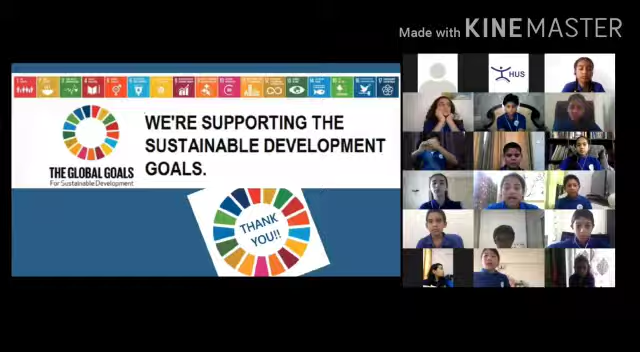 Made with KINEMASTER
WE'RE SUPPORTING THE
SUSTAINABLE DEVELOPMENT
GOALS.
THE GLOBAL GOALS
For Sustainable Development
THANK
YOU!!
HUS